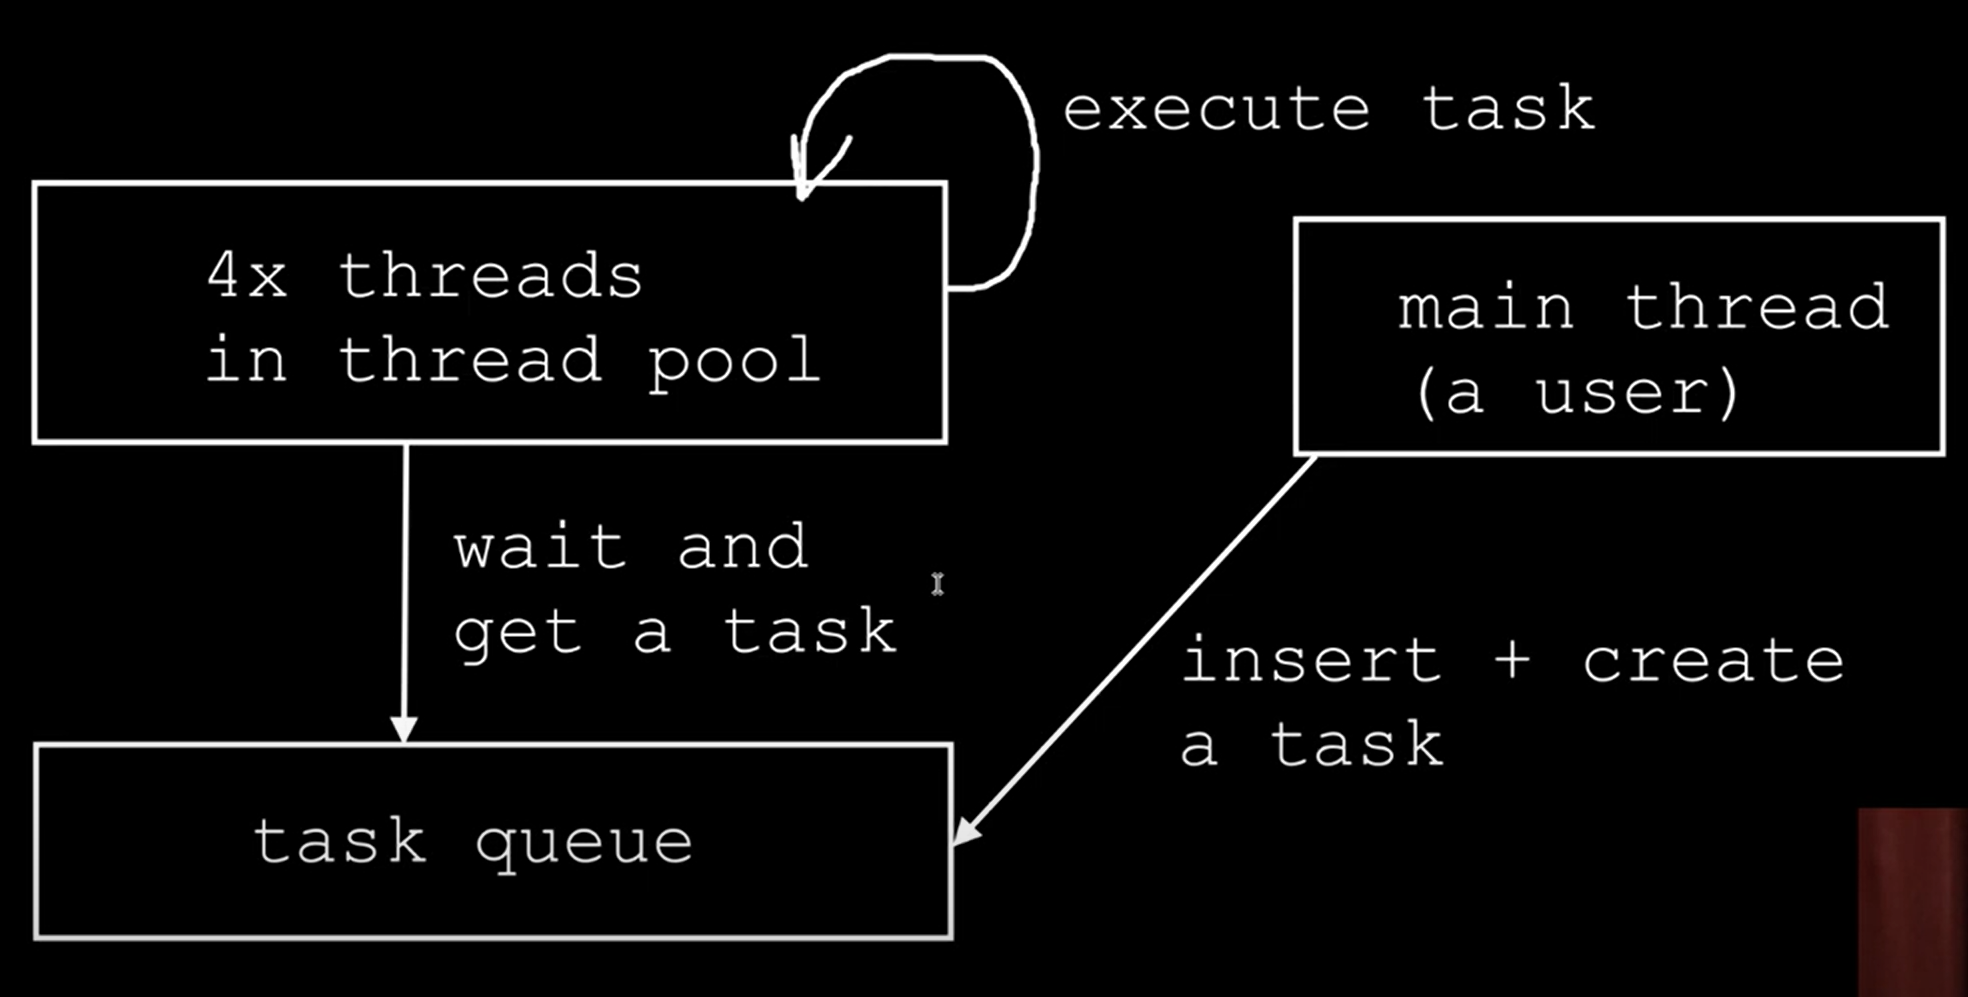 execute task
4x threads
in thread pool
main thread
(a user)
wait and
get a task
insert + create
a task
task queue